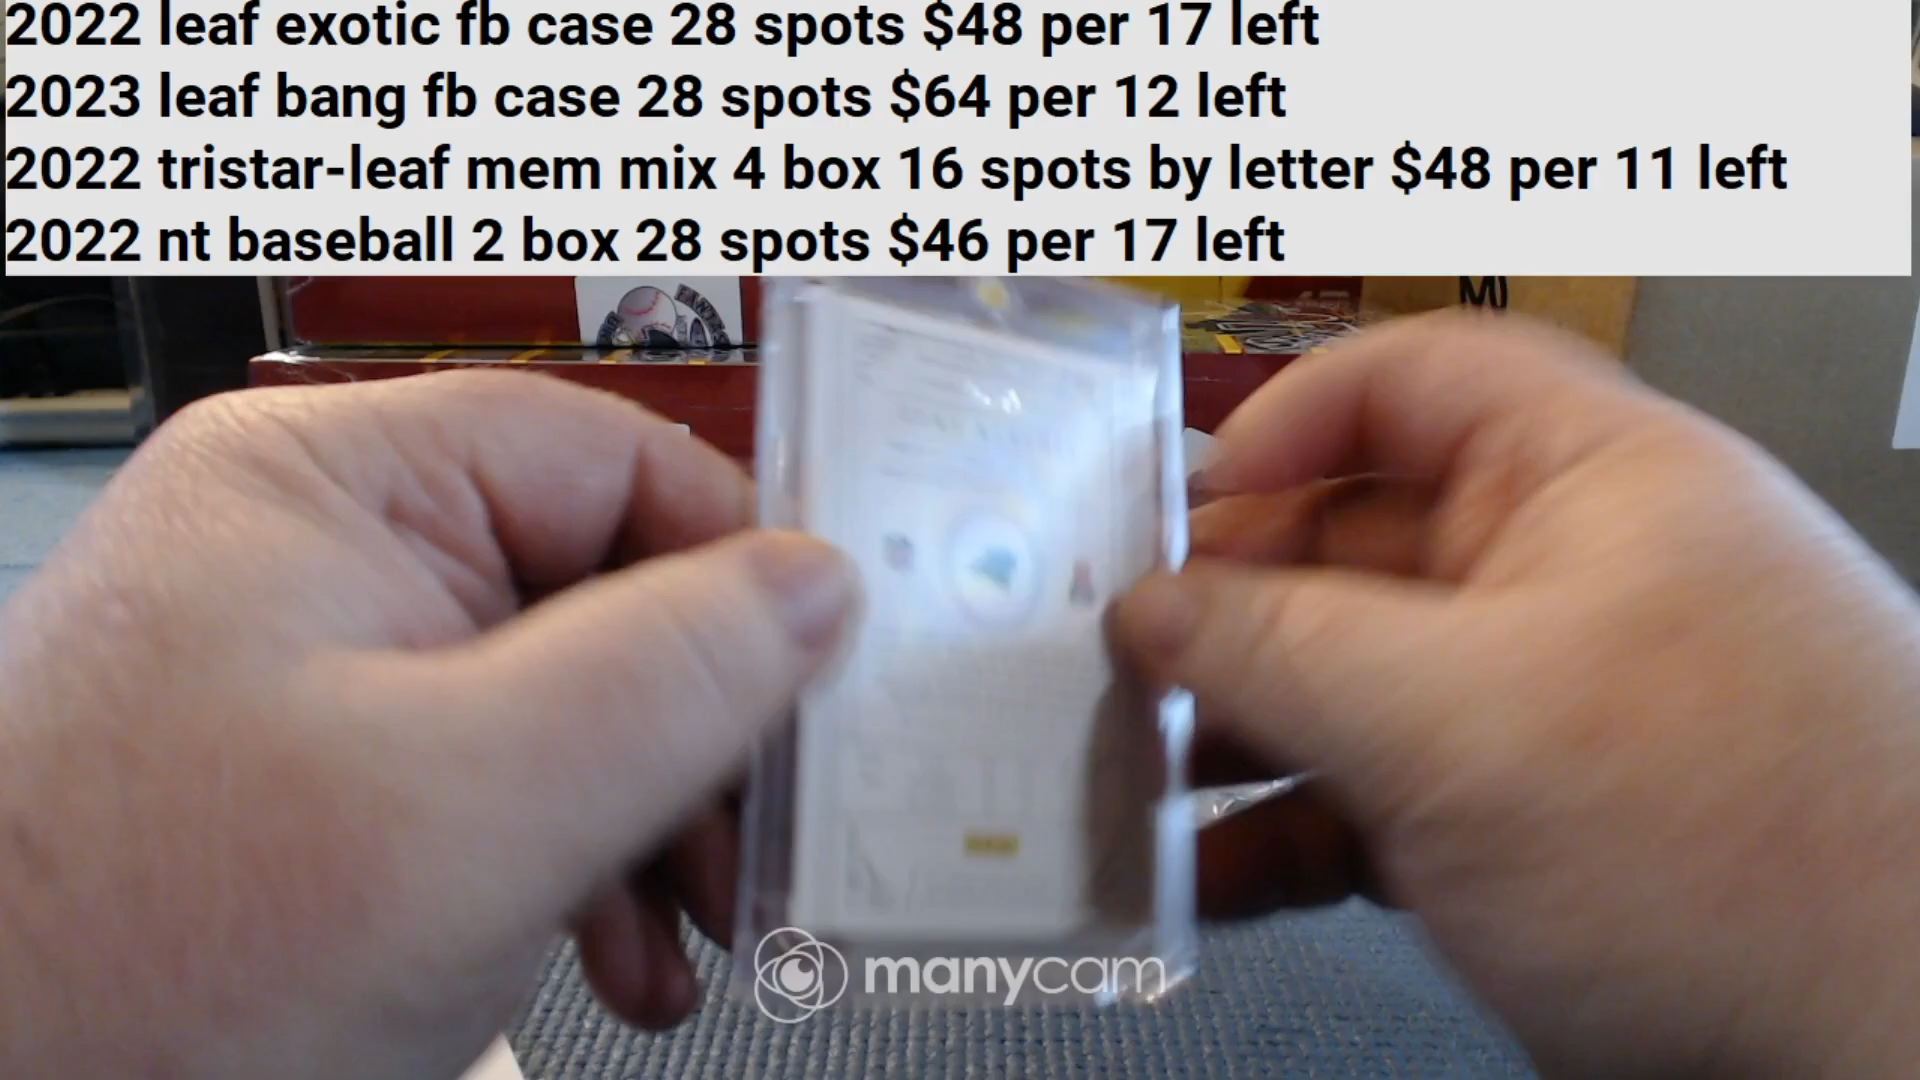 2022 leaf exotic fb case 28 spots $48 per 17 left
2023 leaf bang fb case 28 spots $64 per 12 left
2022 tristar-leaf mem mix 4 box 16 spots by letter $48 per 11 left
2022 nt baseball 2 box 28 spots $46 per 17 left
manycam